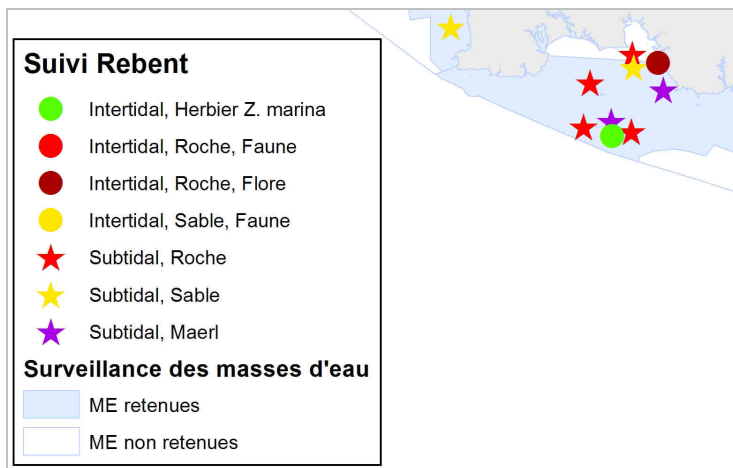 Suivi Rebent
Intertidal, Herbier Z. marina
Intertidal, Roche, Faune
Intertidal, Roche, Flore
Intertidal, Sable, Faune
Subtidal, Roche
Subtidal, Sable
Subtidal, Maerl
Surveillance des masses d'eau
ME retenues
ME non retenues